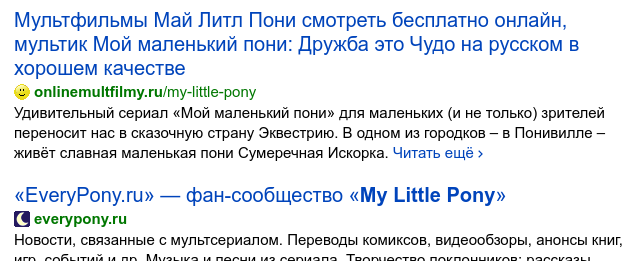 Мультфильмы Май Литл Пони смотреть бесплатно онлайн,
мультик Мой маленький пони: Дружба это Чудо на русском в
хорошем качестве
onlinemultfilmy.ru/my-little-pony
Удивительный сериал «Мой маленький пони» для маленьких (и не только) зрителей
переносит нас в сказочную страну Эквестрию. В одном из городков – в Понивилле –
живёт славная маленькая пони Сумеречная Искорка. Читать ещё ›
«EveryPony.ru» — фан-сообщество «My Little Pony»
everypony.ru
Новости, связанные с мультсериалом. Переводы комиксов, видеообзоры, анонсы книг,
игр, событий и др. Музыка и песни из сериала. Творчество поклонников: рассказы,